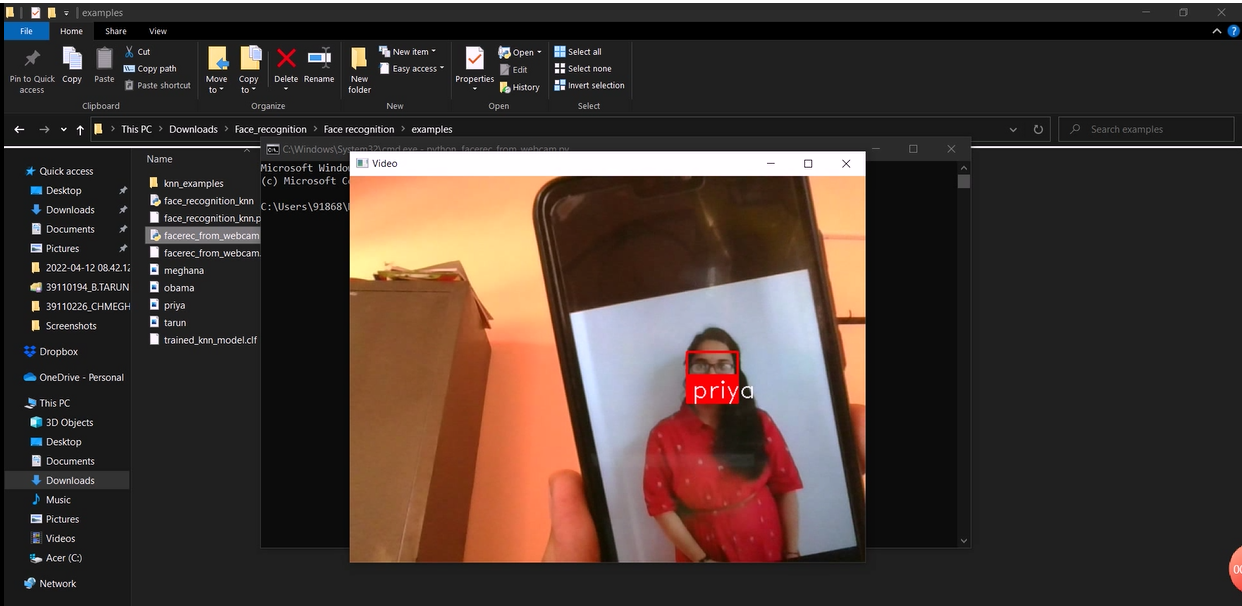 examples
File Home Share View
Pin to Quick access
Copy
Paste
Cut
Copy path
Paste shortcut
Clipboard
Move to
Copy to
Delete
Rename
Organize
New folder
New item
Easy access
New
Properties
Open
Edit
History
Open
Select all
Select none
Invert selection
Select
This PC > Downloads > Face_recognition > Face recognition > examples
Search examples
Quick access
Desktop
Downloads
Documents
Pictures
2022-04-12 08.42.12
39110194_B.TARUN
39110226_CHMEGH
Screenshots
Dropbox
OneDrive - Personal
This PC
3D Objects
Desktop
Documents
Downloads
Music
Pictures
Videos
Acer (C:)
Network
Name
knn_examples
face_recognition_knn
face_recognition_knn.p
facerec_from_webcam
facerec_from_webcam.
meghana
obama
priya
tarun
trained_knn_model.clf
C:\Windows\System32\cmd.exe - python facerec_from_webcam.py
Microsoft Windo
(c) Microsoft Co
C:\Users\91868\
Video
priya